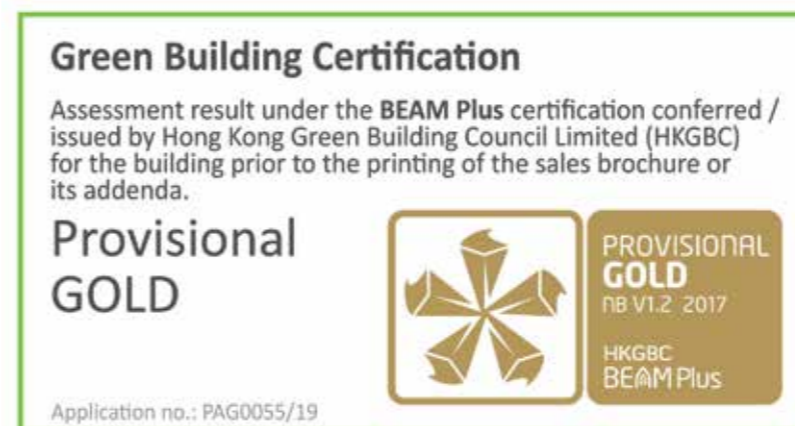 Green Building Certification
Assessment result under the BEAM Plus certification conferred /
issued by Hong Kong Green Building Council Limited (HKGBC)
for the building prior to the printing of the sales brochure or
its addenda.
Provisional
GOLD
PROVISIONAL
GOLD
NB V1.2 2017
HKGBC
BEAM Plus
Application no.: PAG0055/19